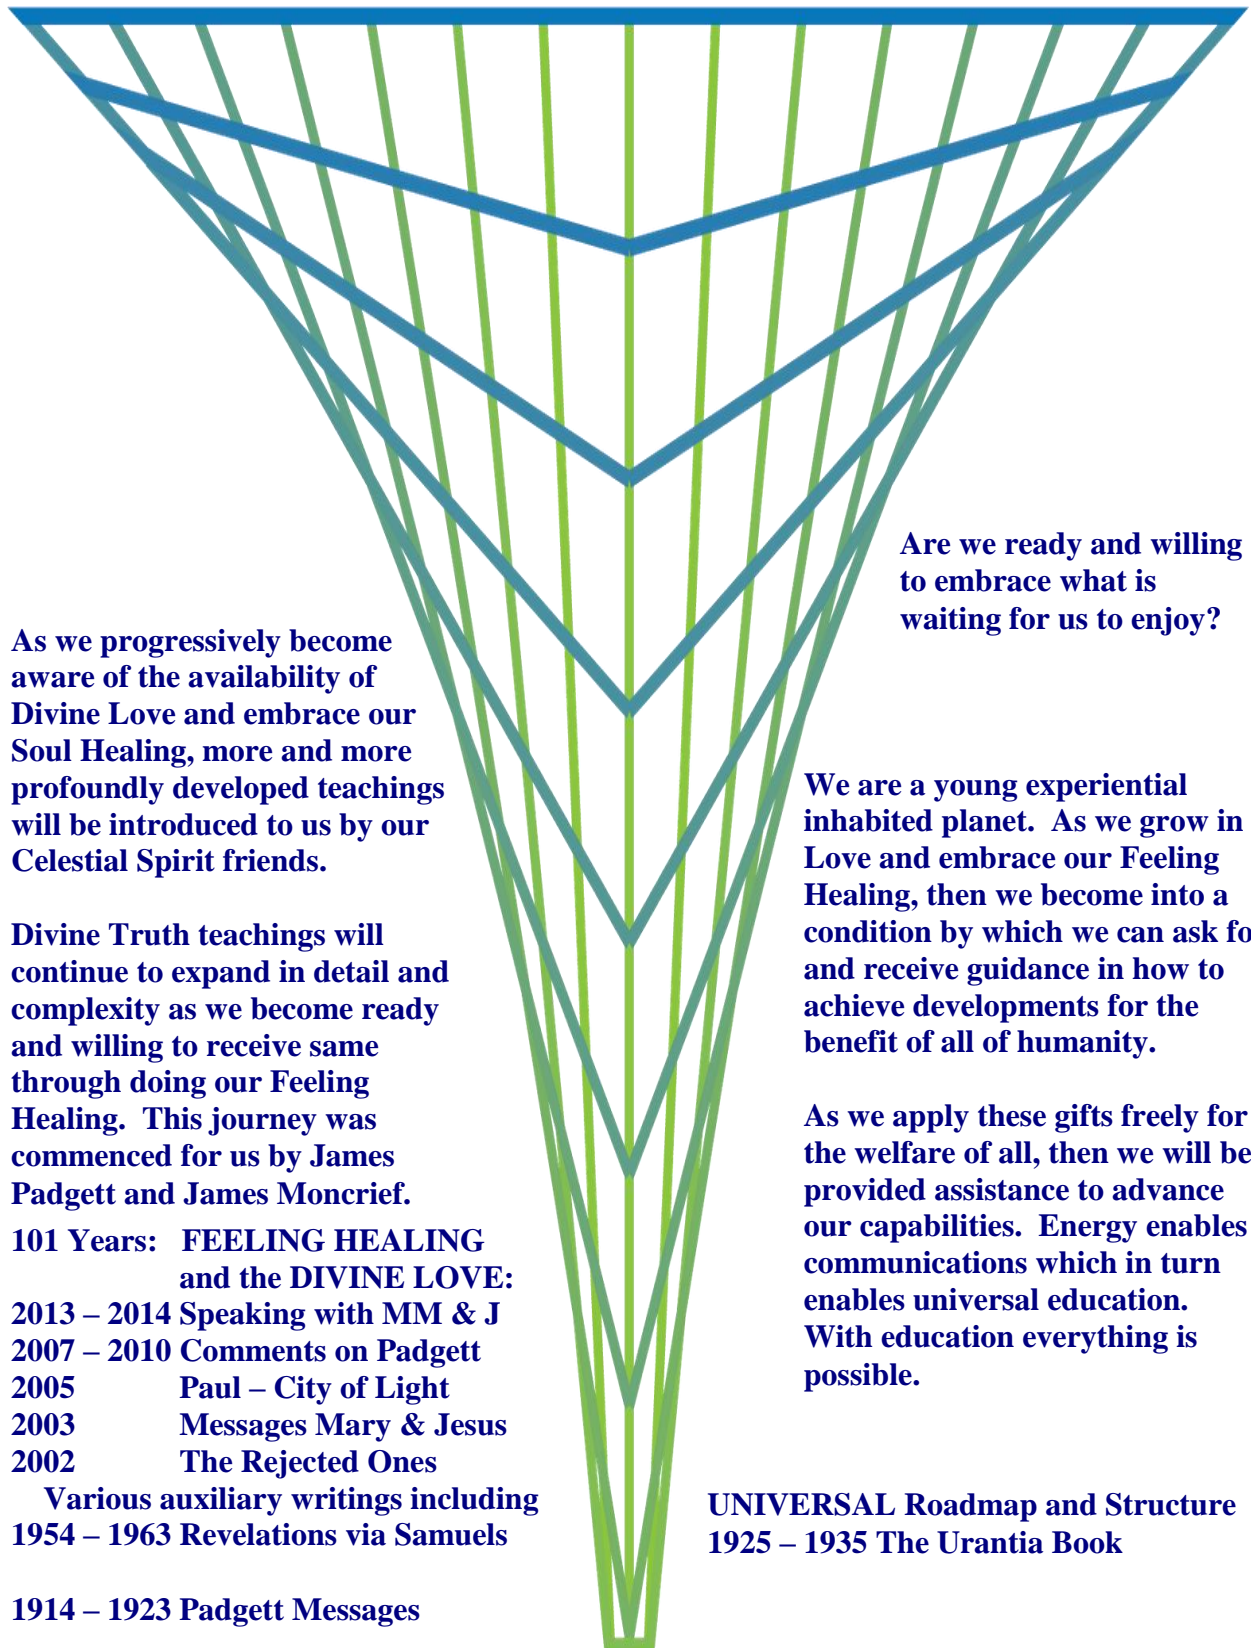 Are we ready and willing
to embrace what is
waiting for us to enjoy?
As we progressively become
aware of the availability of
Divine Love and embrace our
Soul Healing, more and more
profoundly developed teachings
will be introduced to us by our
Celestial Spirit friends.
Divine Truth teachings will
continue to expand in detail and
complexity as we become ready
and willing to receive same
through doing our Feeling
Healing.  This journey was
commenced for us by James
Padgett and James Moncrief.
101 Years:   FEELING HEALING
and the DIVINE LOVE:
2013 – 2014 Speaking with MM & J
2007 – 2010 Comments on Padgett
2005 Paul – City of Light
2003 Messages Mary & Jesus
2002 The Rejected Ones
Various auxiliary writings including
1954 – 1963 Revelations via Samuels
1914 – 1923 Padgett Messages
We are a young experiential
inhabited planet.  As we grow in
Love and embrace our Feeling
Healing, then we become into a
condition by which we can ask fo
and receive guidance in how to
achieve developments for the
benefit of all of humanity.
As we apply these gifts freely for
the welfare of all, then we will be
provided assistance to advance
our capabilities.  Energy enables
communications which in turn
enables universal education.
With education everything is
possible.
UNIVERSAL Roadmap and Structure
1925 – 1935 The Urantia Book